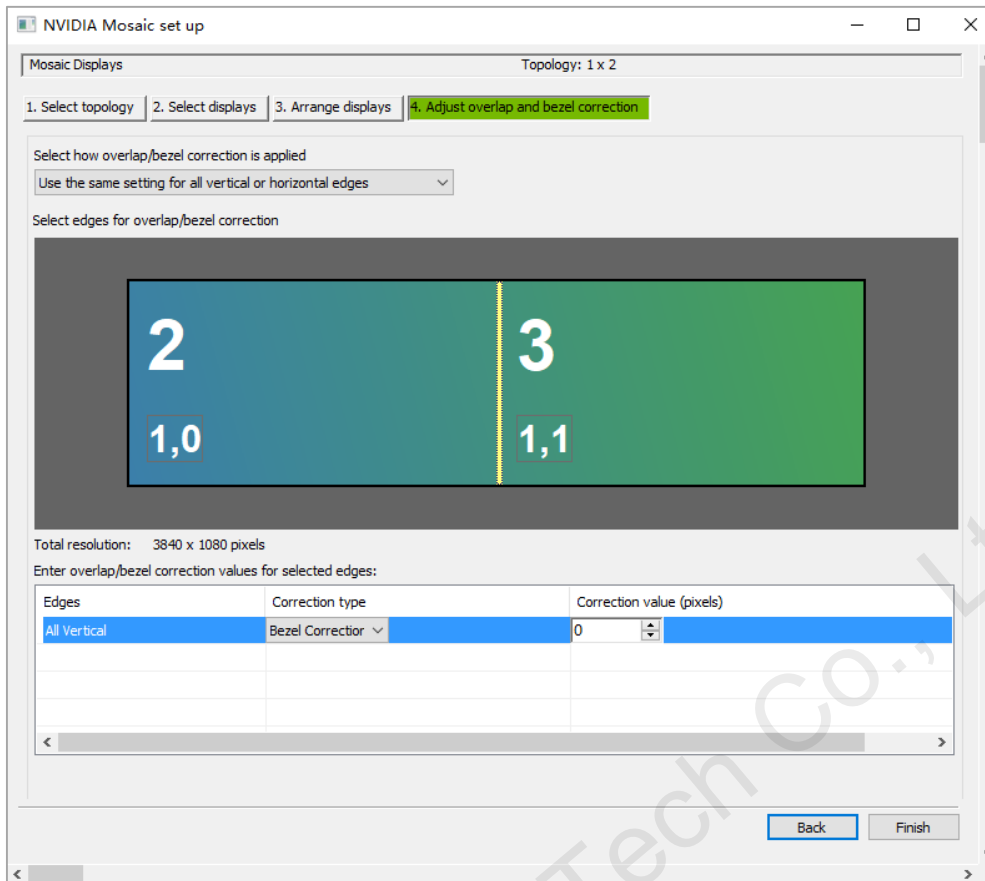 NVIDIA Mosaic set up
Mosaic Displays Topology: 1 x 2
1. Select topology 2. Select displays 3. Arrange displays 4. Adjust overlap and bezel correction
Select how overlap/bezel correction is applied
Use the same setting for all vertical or horizontal edges
Select edges for overlap/bezel correction
2 3
1,0 1,1
Total resolution: 3840 x 1080 pixels
Enter overlap/bezel correction values for selected edges:
Edges Correction type Correction value (pixels)
All Vertical Bezel Correction 0
Back Finish
Tech Co., Lt